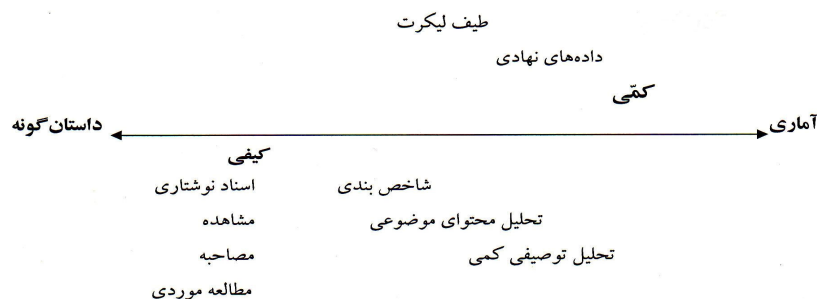 طیف لیکرت
داده‌های نهادی
کمّی
آماری داستان‌گونه
کیفی
شاخص بندی اسناد نوشتاری
تحلیل محتوای موضوعی مشاهده
تحلیل توصیفی کمی مصاحبه
مطالعه موردی